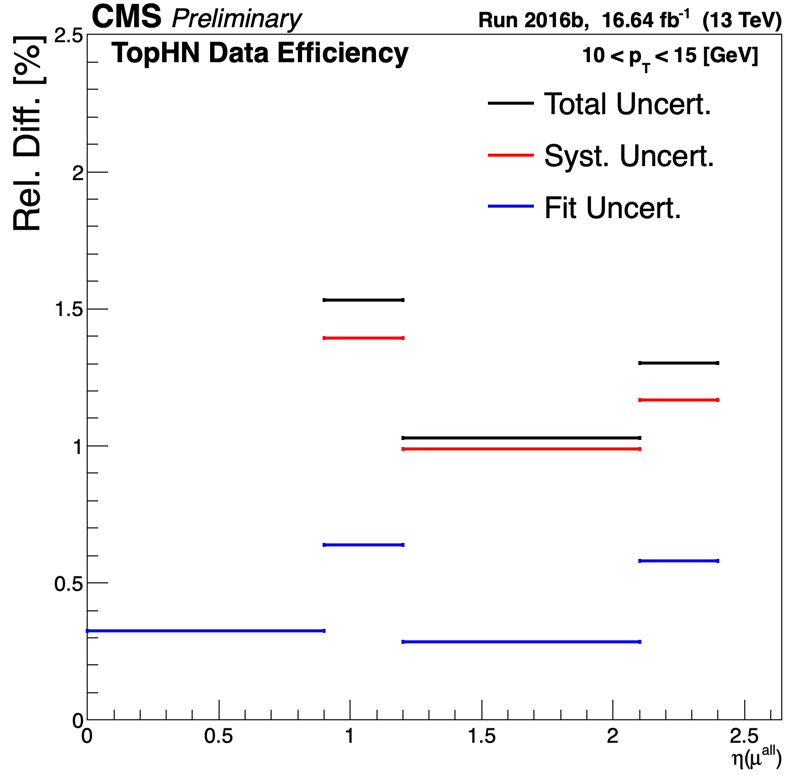 CMS Preliminary Run 2016b, 16.64 fb⁻¹ (13 TeV)
TopHN Data Efficiency 10 < p_T < 15 [GeV]
Total Uncert.
Syst. Uncert.
Fit Uncert.
Rel. Diff. [%]
2.5
2
1.5
1
0.5
0
0 0.5 1 1.5 2 2.5
η(μ^all)